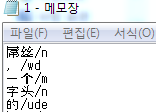 1 - 메모장
파일(F) 편집(E) 서식(O)
屌丝/n
，/wd
一个/m
字头/n
的/ude